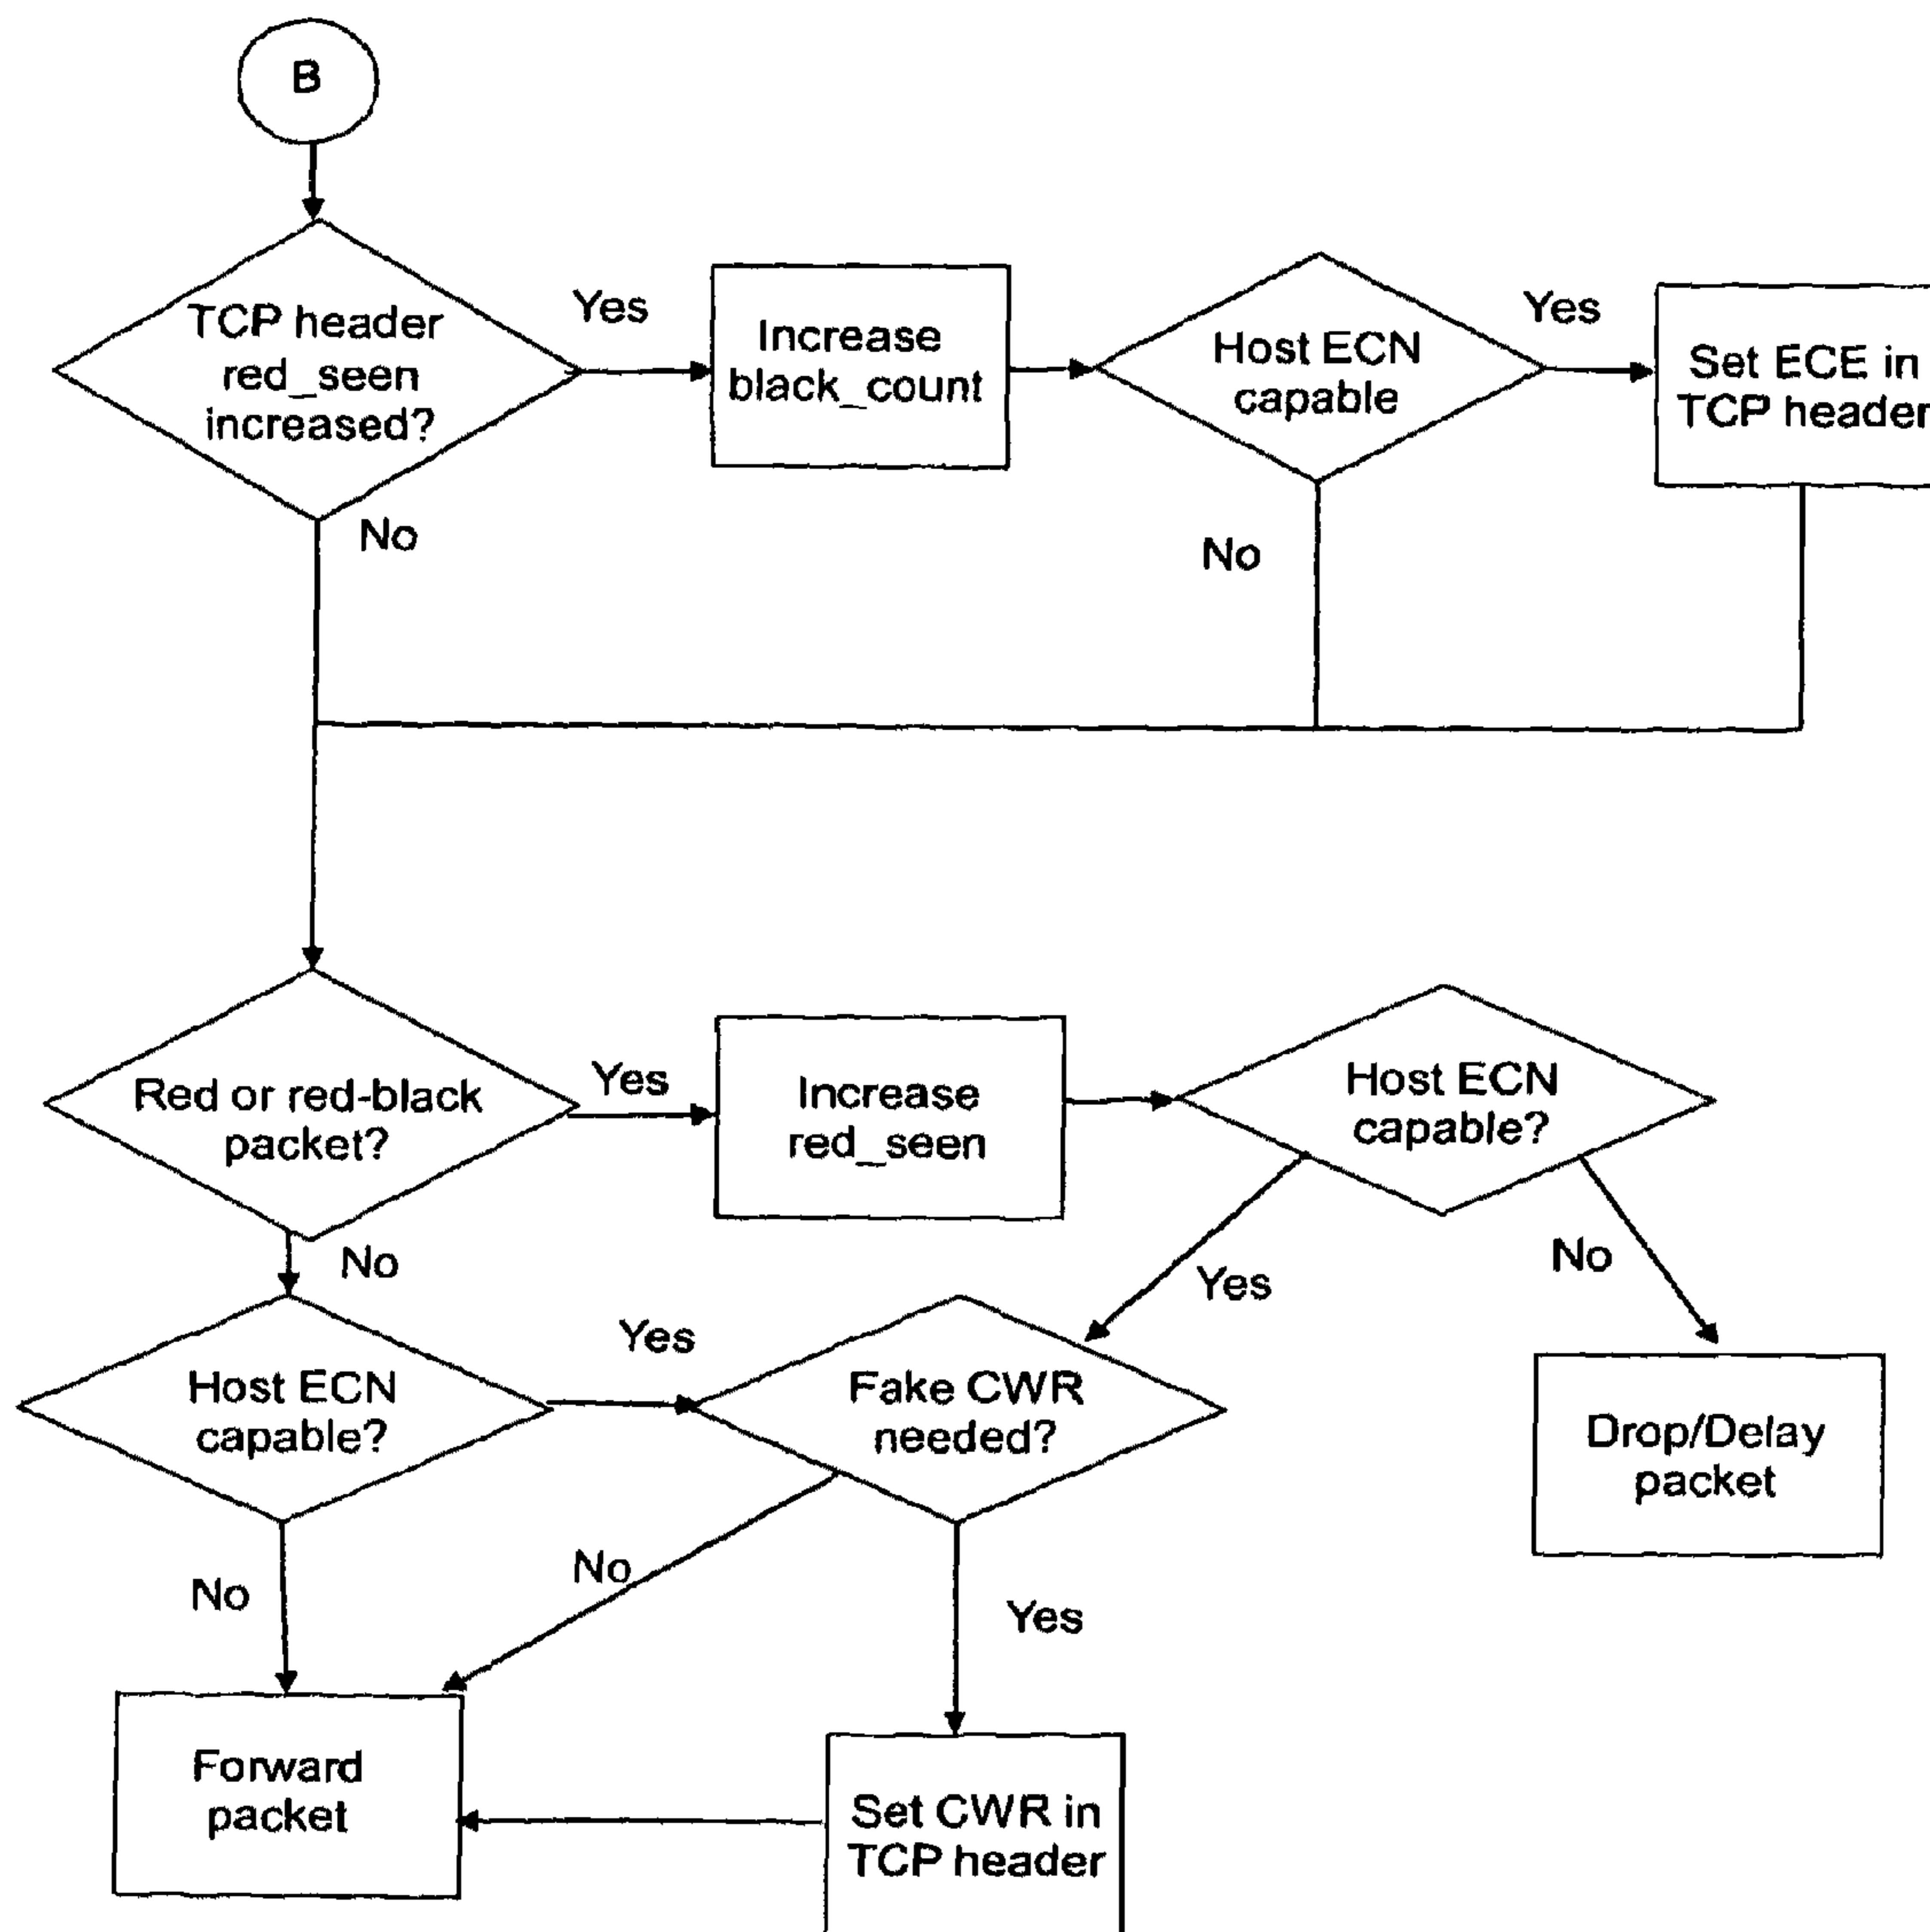 B
TCP header
red_seen
increased?
Yes
Increase
black_count
Host ECN
capable
Yes
Set ECE in
TCP header
No
No
Red or red-black
packet?
Yes
Increase
red_seen
Host ECN
capable?
No
Yes
No
Host ECN
capable?
Yes
Fake CWR
needed?
Drop/Delay
packet
No
No
Yes
Forward
packet
Set CWR in
TCP header